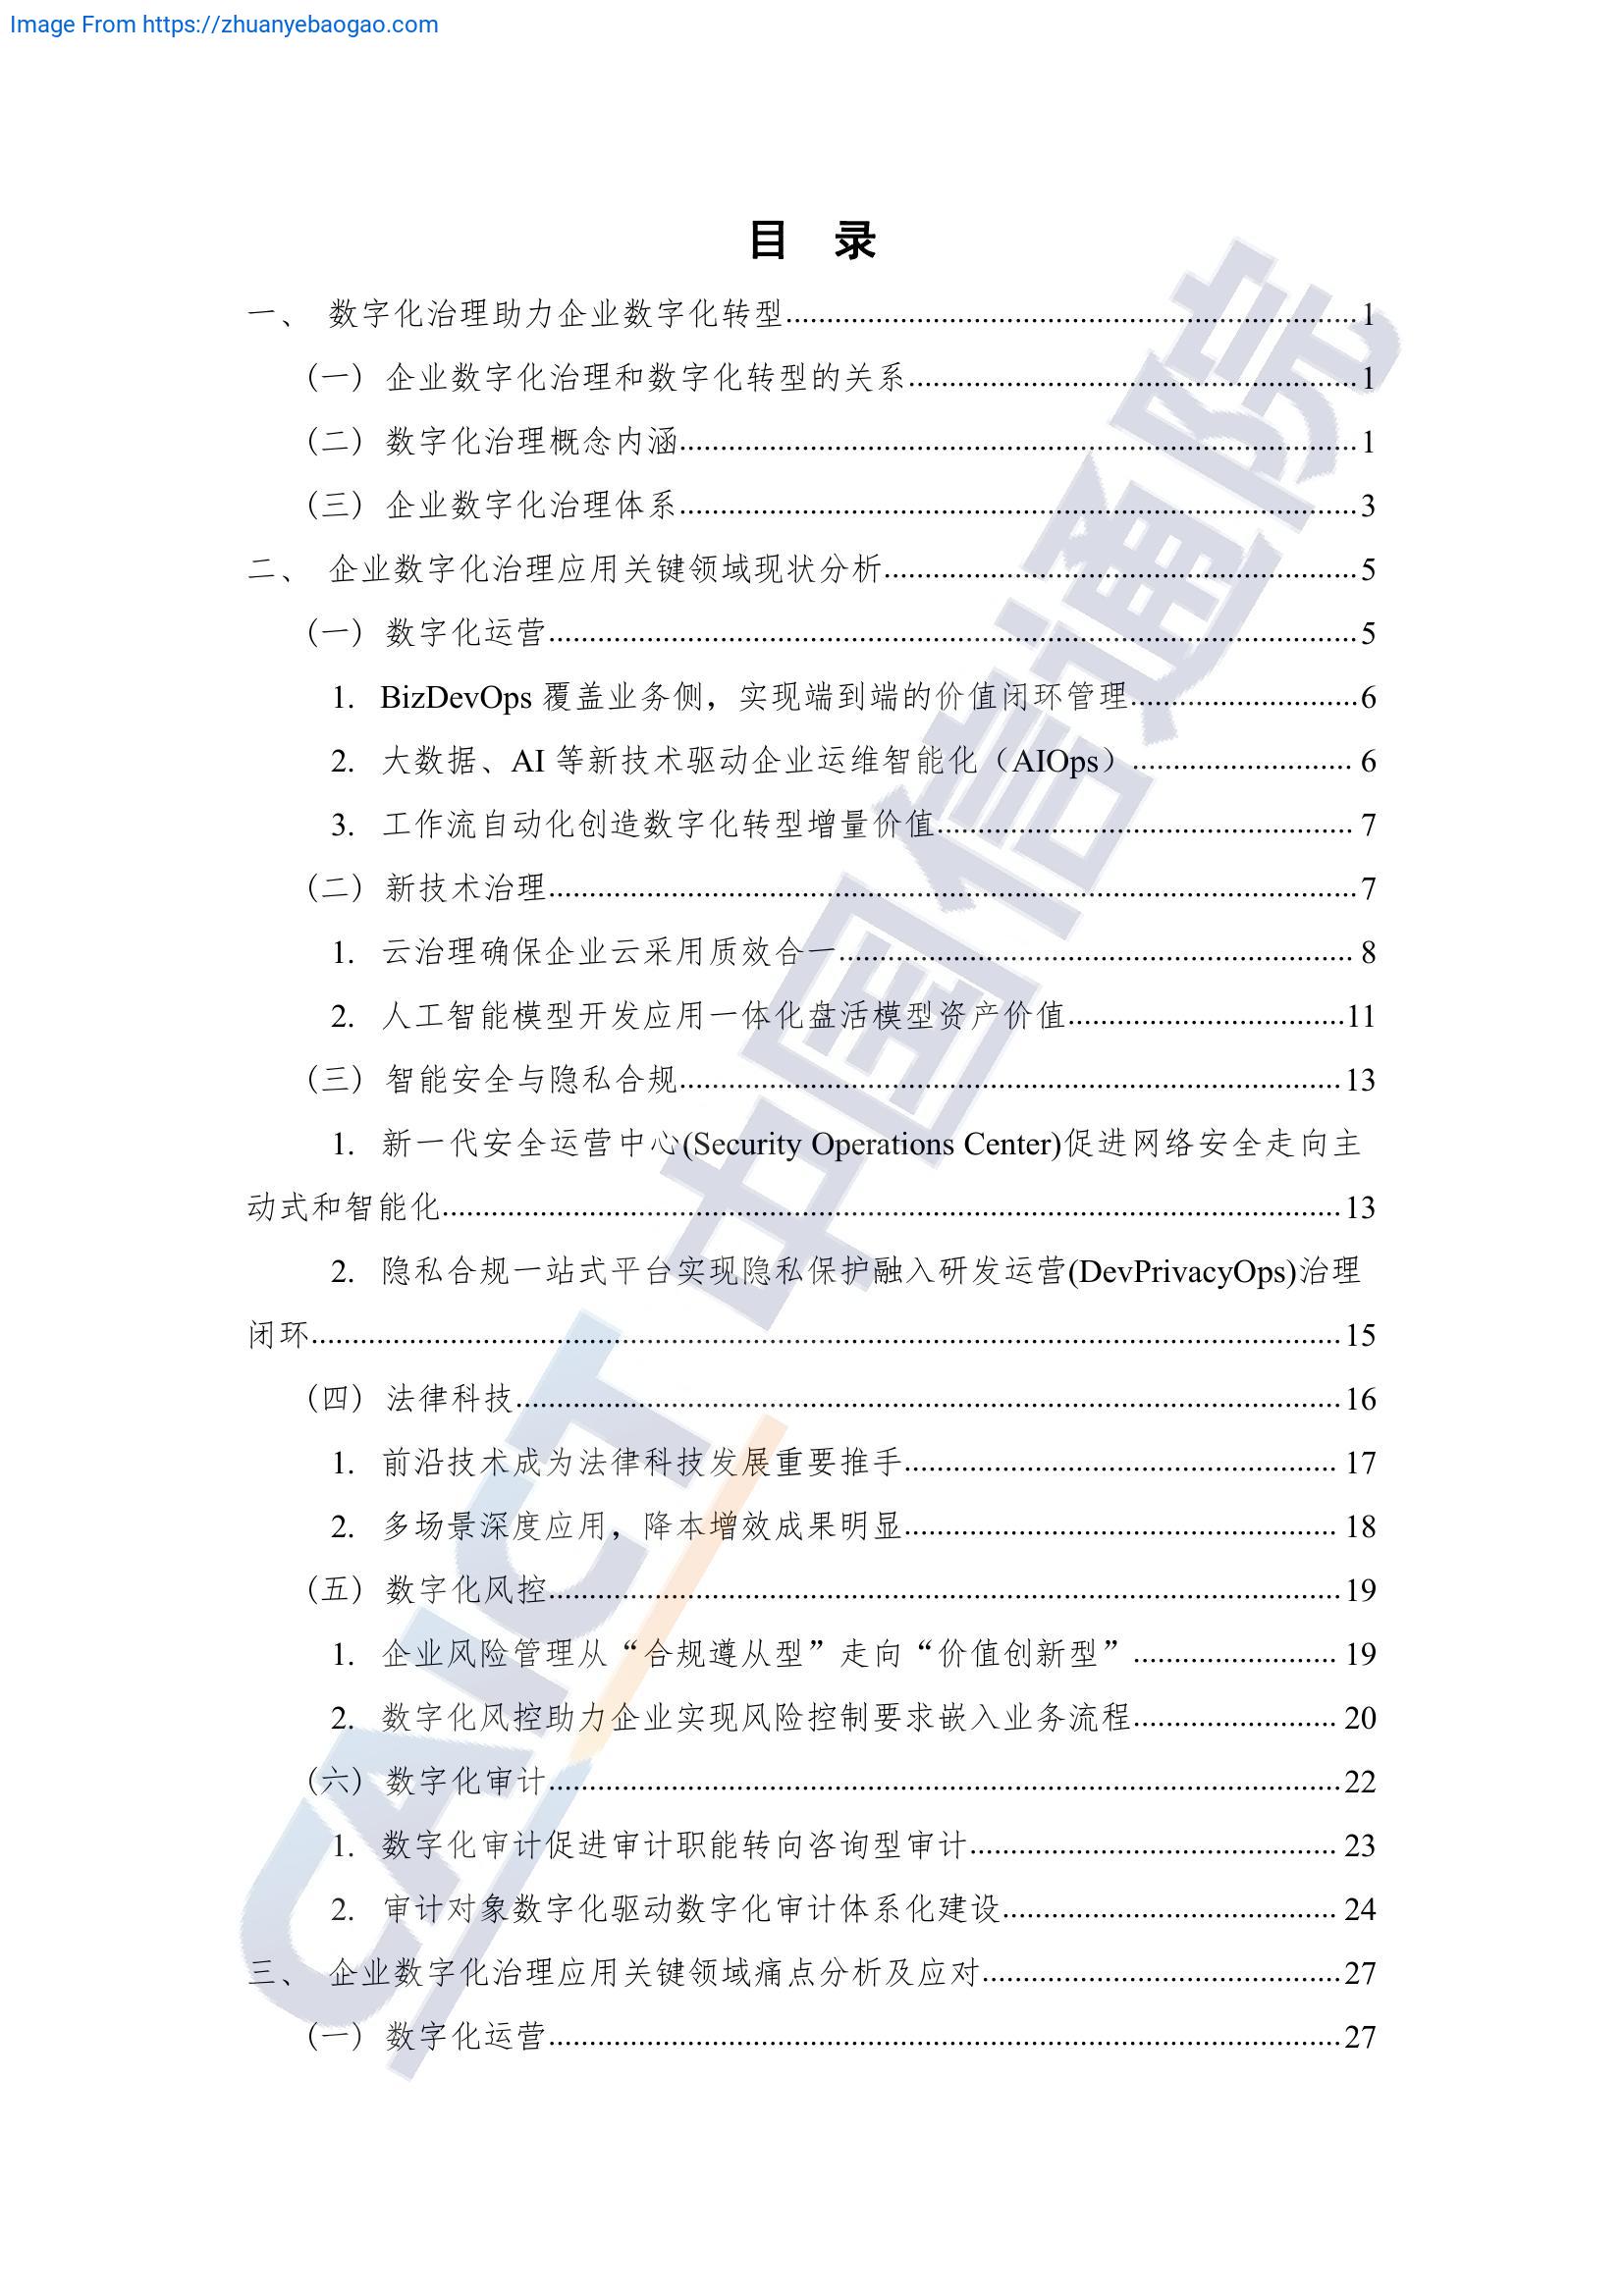 Image From https://zhuanyebaogao.com
目 录
一、 数字化治理助力企业数字化转型........1
（一）企业数字化治理和数字化转型的关系........1
（二）数字化治理概念内涵........1
（三）企业数字化治理体系........3
二、 企业数字化治理应用关键领域现状分析........5
（一）数字化运营........5
1. BizDevOps 覆盖业务侧，实现端到端的价值闭环管理........6
2. 大数据、AI 等新技术驱动企业运维智能化（AIOps）........6
3. 工作流自动化创造数字化转型增量价值........7
（二）新技术治理........7
1. 云治理确保企业云采用质效合一........8
2. 人工智能模型开发应用一体化盘活模型资产价值........11
（三）智能安全与隐私合规........13
1. 新一代安全运营中心(Security Operations Center)促进网络安全走向主
动式和智能化........13
2. 隐私合规一站式平台实现隐私保护融入研发运营(DevPrivacyOps)治理
闭环........15
（四）法律科技........16
1. 前沿技术成为法律科技发展重要推手........17
2. 多场景深度应用，降本增效成果明显........18
（五）数字化风控........19
1. 企业风险管理从“合规遵从型”走向“价值创新型”........19
2. 数字化风控助力企业实现风险控制要求嵌入业务流程........20
（六）数字化审计........22
1. 数字化审计促进审计职能转向咨询型审计........23
2. 审计对象数字化驱动数字化审计体系化建设........24
三、 企业数字化治理应用关键领域痛点分析及应对........27
（一）数字化运营........27
CAICT 中国信通院